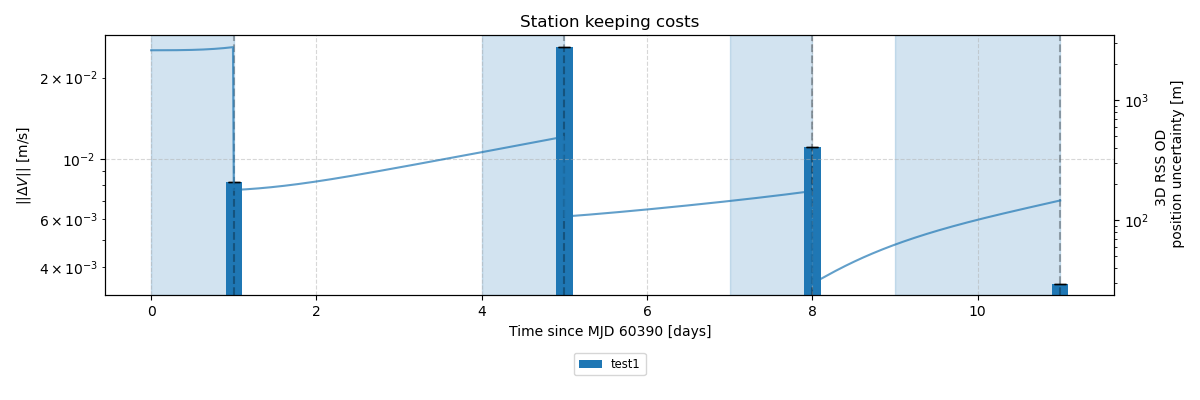 Station keeping costs
||ΔV|| [m/s]
2 × 10⁻²
10⁻²
6 × 10⁻³
4 × 10⁻³
10³
10²
3D RSS OD
position uncertainty [m]
0 2 4 6 8 10
Time since MJD 60390 [days]
test1